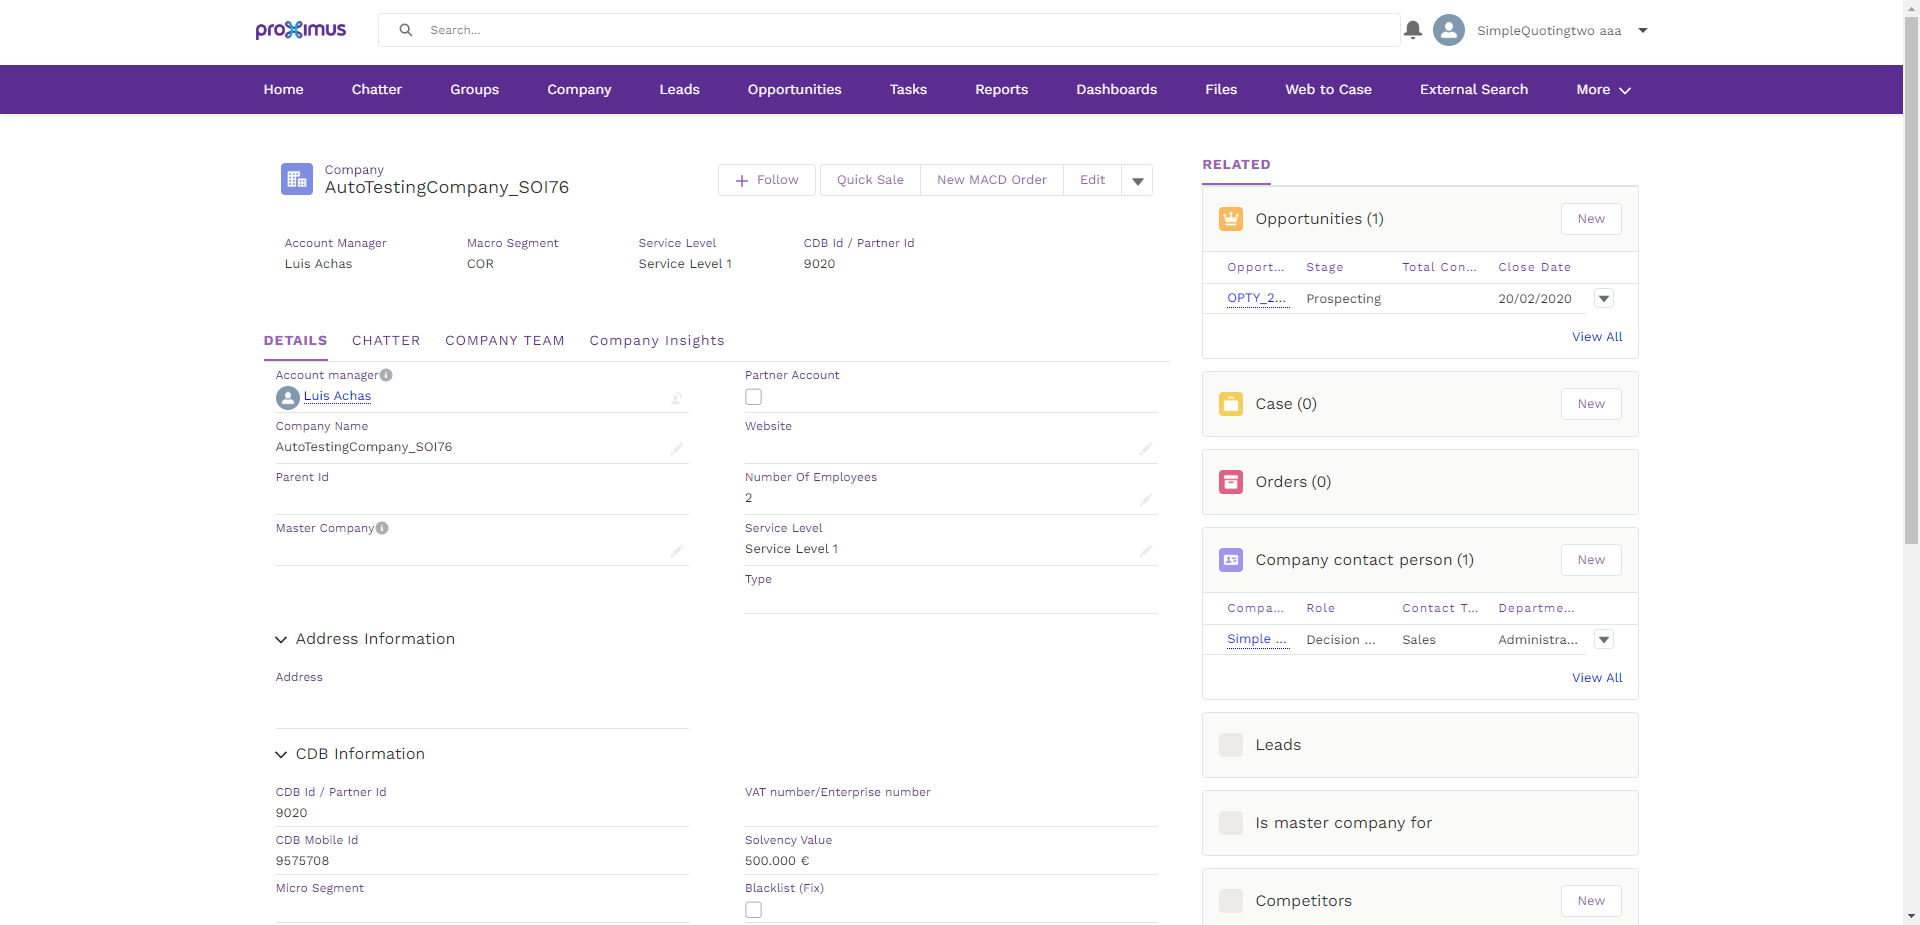 proximus
Search...
SimpleQuotingtwo aaa
Home Chatter Groups Company Leads Opportunities Tasks Reports Dashboards Files Web to Case External Search More
Company
AutoTestingCompany_SOI76
Follow Quick Sale New MACD Order Edit
Account Manager Macro Segment Service Level CDB Id / Partner Id
Luis Achas COR Service Level 1 9020
DETAILS CHATTER COMPANY TEAM Company Insights
Account manager Partner Account
Luis Achas
Company Name Website
AutoTestingCompany_SOI76
Parent Id Number Of Employees
2
Master Company Service Level
Service Level 1
Type
Address Information
Address
CDB Information
CDB Id / Partner Id VAT number/Enterprise number
9020
CDB Mobile Id Solvency Value
9575708 500.000 €
Micro Segment Blacklist (Fix)
RELATED
Opportunities (1) New
Opport... Stage Total Con... Close Date
OPTY_2... Prospecting 20/02/2020
View All
Case (0) New
Orders (0)
Company contact person (1) New
Compa... Role Contact T... Departme...
Simple ... Decision ... Sales Administra...
View All
Leads
Is master company for
Competitors New